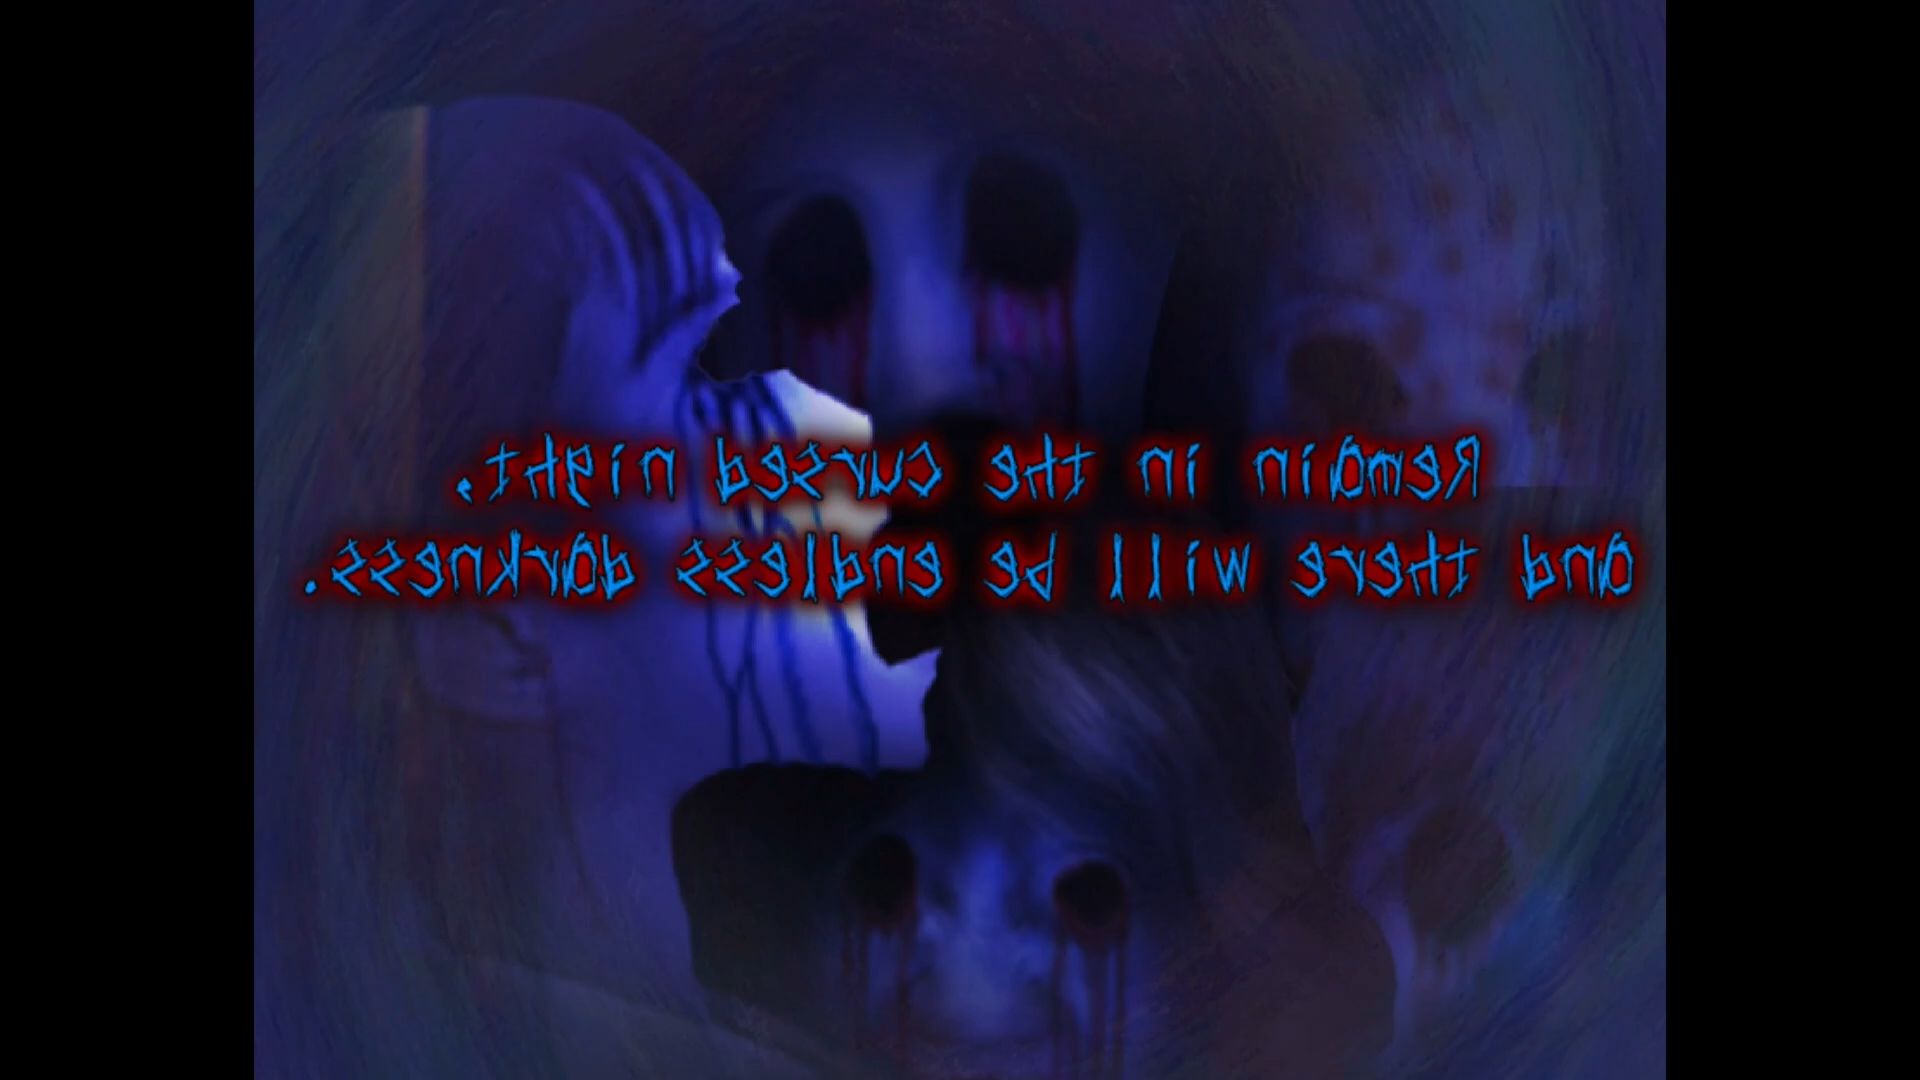 Remain in the cursed night.
and there will be endless darkness.